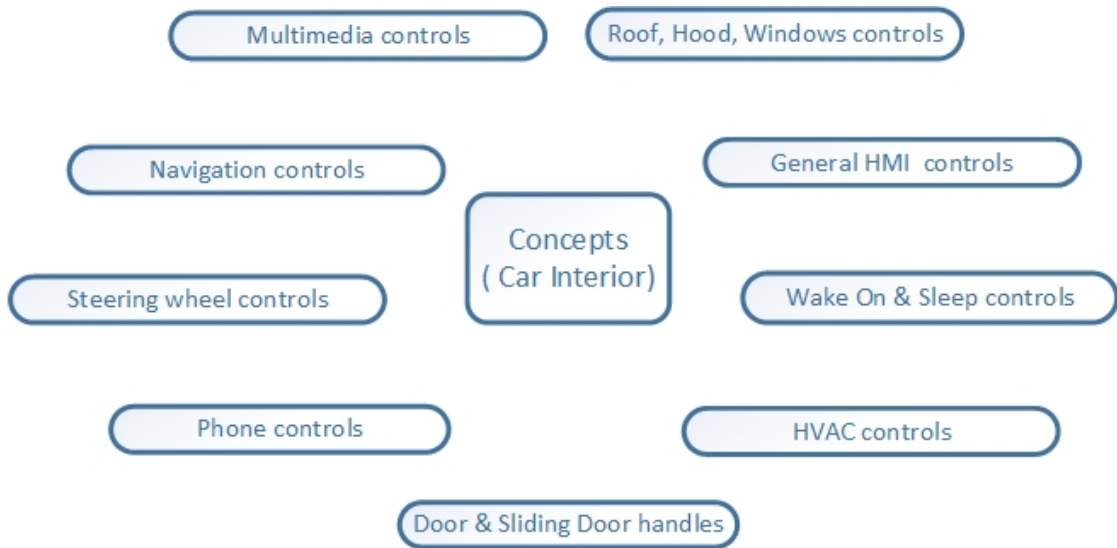 Multimedia controls
Roof, Hood, Windows controls
Navigation controls
General HMI controls
Concepts
( Car Interior)
Steering wheel controls
Wake On & Sleep controls
Phone controls
HVAC controls
Door & Sliding Door handles